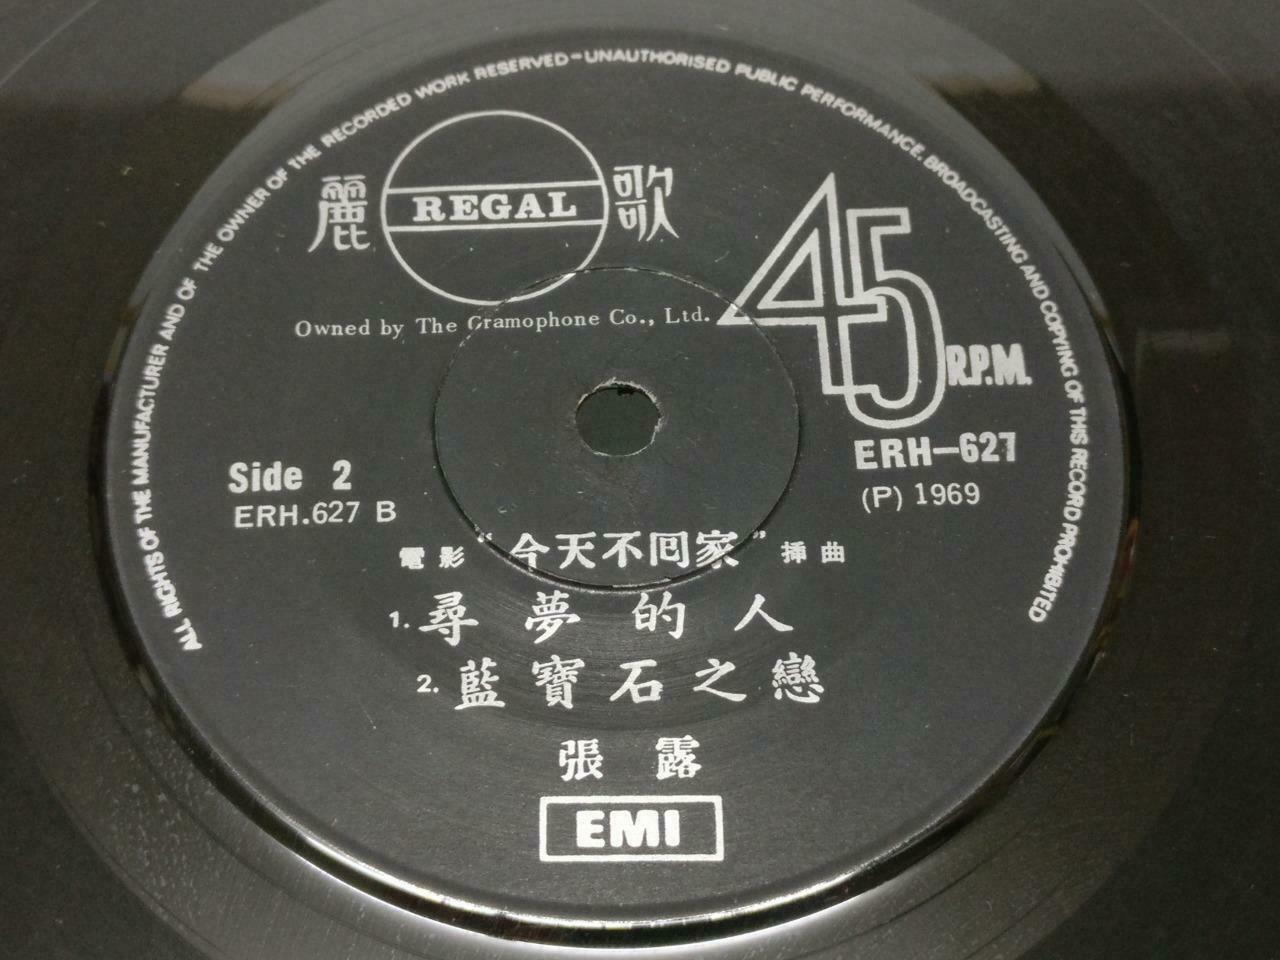 ALL RIGHTS OF THE MANUFACTURER AND OF THE OWNER OF THE RECORDED WORK RESERVED-UNAUTHORISED PUBLIC PERFORMANCE, BROADCASTING AND COPYING OF THIS RECORD PROHIBITED
麗 REGAL 歌
Owned by The Gramophone Co., Ltd.
45 R.P.M.
ERH-627
(P) 1969
Side 2
ERH.627 B
電影“今天不囘家”插曲
1. 尋夢的人
2. 藍寶石之戀
張露
EMI